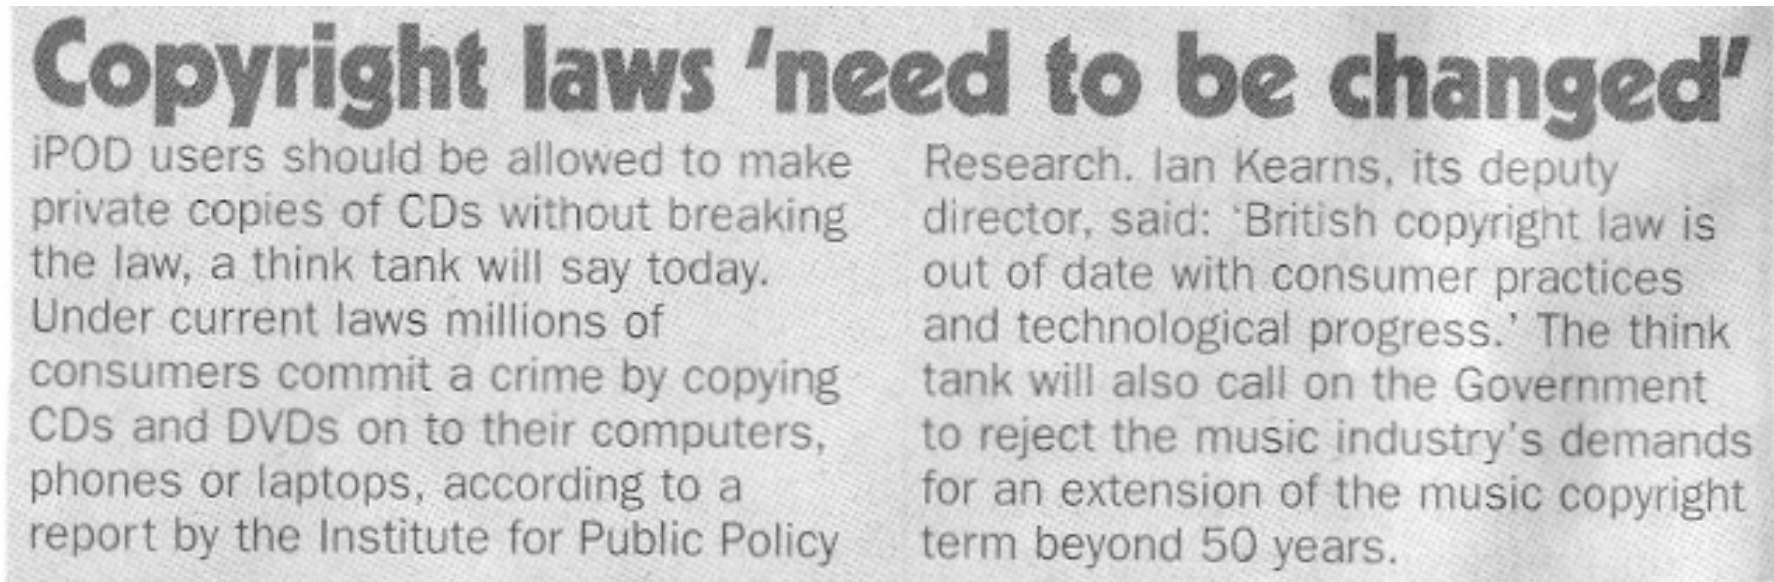 Copyright laws 'need to be changed'
iPOD users should be allowed to make
private copies of CDs without breaking
the law, a think tank will say today.
Under current laws millions of
consumers commit a crime by copying
CDs and DVDs on to their computers,
phones or laptops, according to a
report by the Institute for Public Policy
Research. Ian Kearns, its deputy
director, said: 'British copyright law is
out of date with consumer practices
and technological progress.' The think
tank will also call on the Government
to reject the music industry's demands
for an extension of the music copyright
term beyond 50 years.